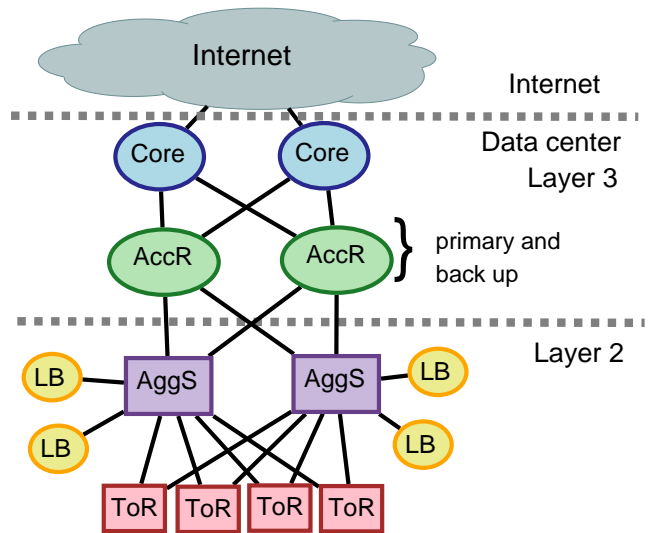 Internet
Internet
Core
Core
Data center
Layer 3
AccR
AccR
}
primary and
back up
Layer 2
LB
AggS
AggS
LB
LB
LB
ToR
ToR
ToR
ToR